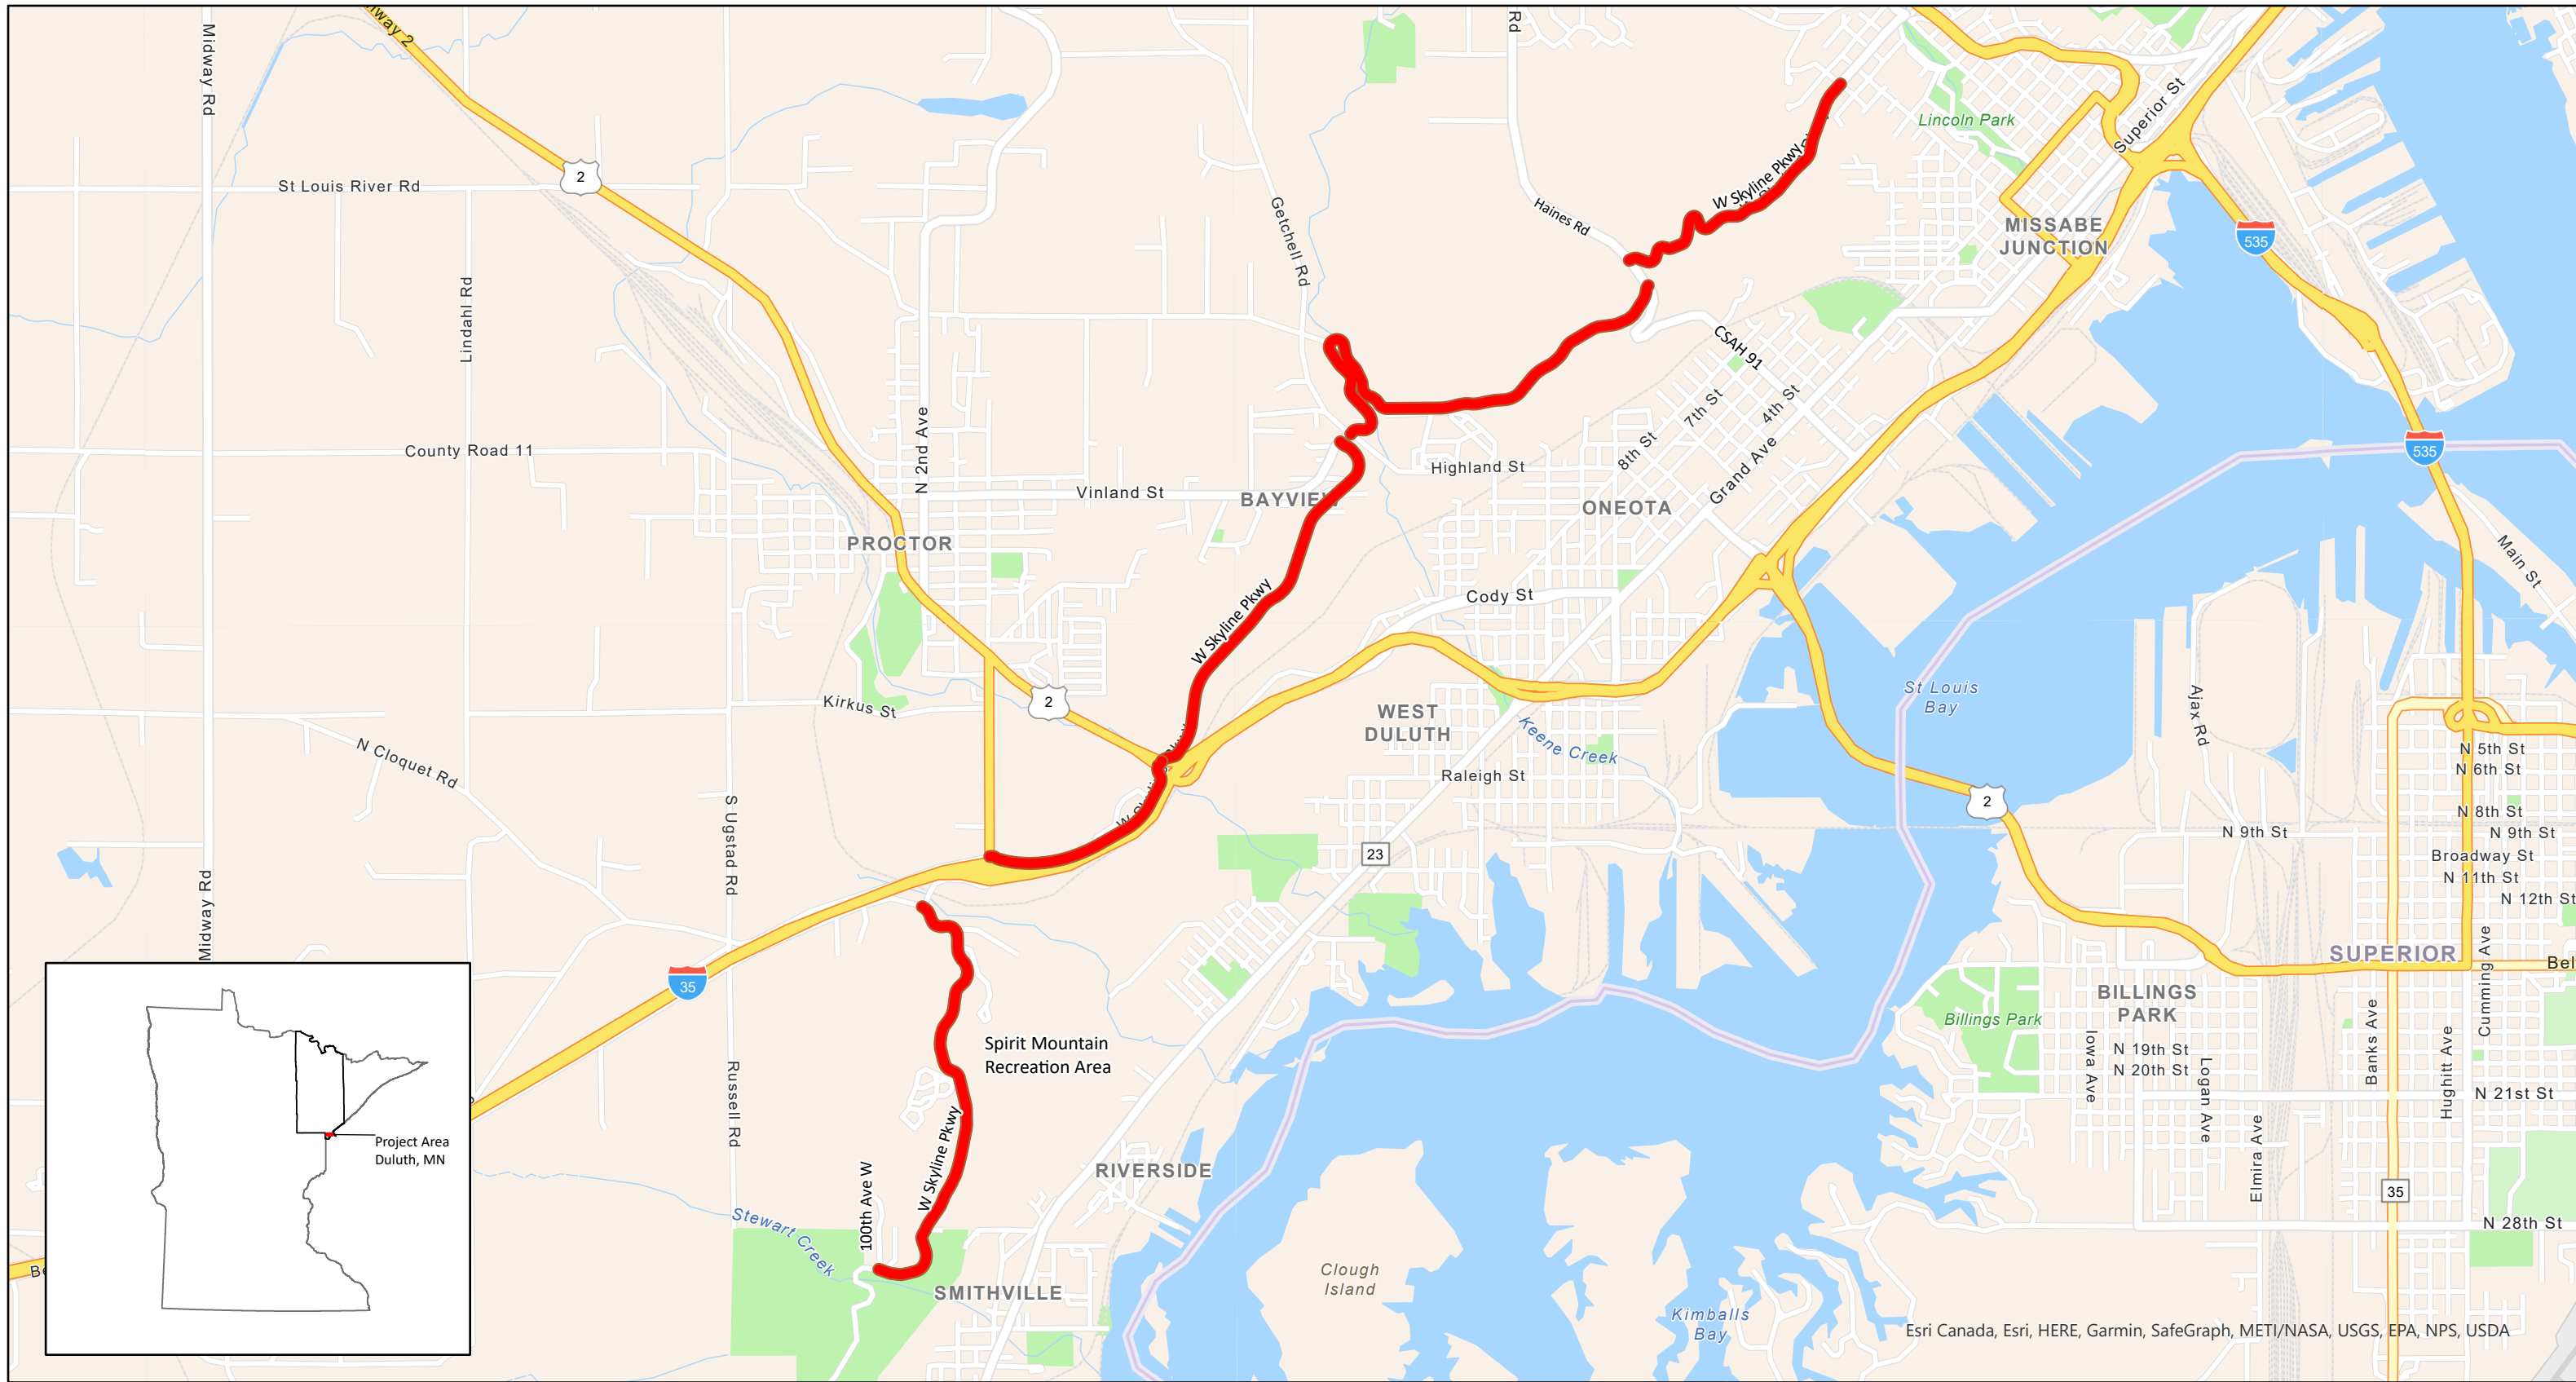 Highway 2
Midway Rd
Rd
Superior St
Lincoln Park
W Skyline Pkwy
2
St Louis River Rd
Getchell Rd
Haines Rd
MISSABE
JUNCTION
535
Lindahl Rd
CSAH 91
7th St
4th St
N 2nd Ave
8th St
Grand Ave
County Road 11
Highland St
535
Vinland St
BAYVIEW
ONEOTA
PROCTOR
Main St
Cody St
W Skyline Pkwy
St Louis
Bay
Kirkus St
2
WEST
DULUTH
Keene Creek
Ajax Rd
N Cloquet Rd
N 5th St
N 6th St
Raleigh St
2
S Ugstad Rd
N 8th St
N 9th St
N 9th St
23
Broadway St
N 11th St
N 12th St
Midway Rd
SUPERIOR
Bel
Cumming Ave
35
BILLINGS
PARK
Billings Park
Banks Ave
Hughitt Ave
Iowa Ave
Spirit Mountain
Recreation Area
N 19th St
N 20th St
Logan Ave
N 21st St
Russell Rd
W Skyline Pkwy
Project Area
Duluth, MN
RIVERSIDE
100th Ave W
Elmira Ave
35
N 28th St
Stewart Creek
Be
Clough
Island
SMITHVILLE
Kimballs
Bay
Esri Canada, Esri, HERE, Garmin, SafeGraph, METI/NASA, USGS, EPA, NPS, USDA